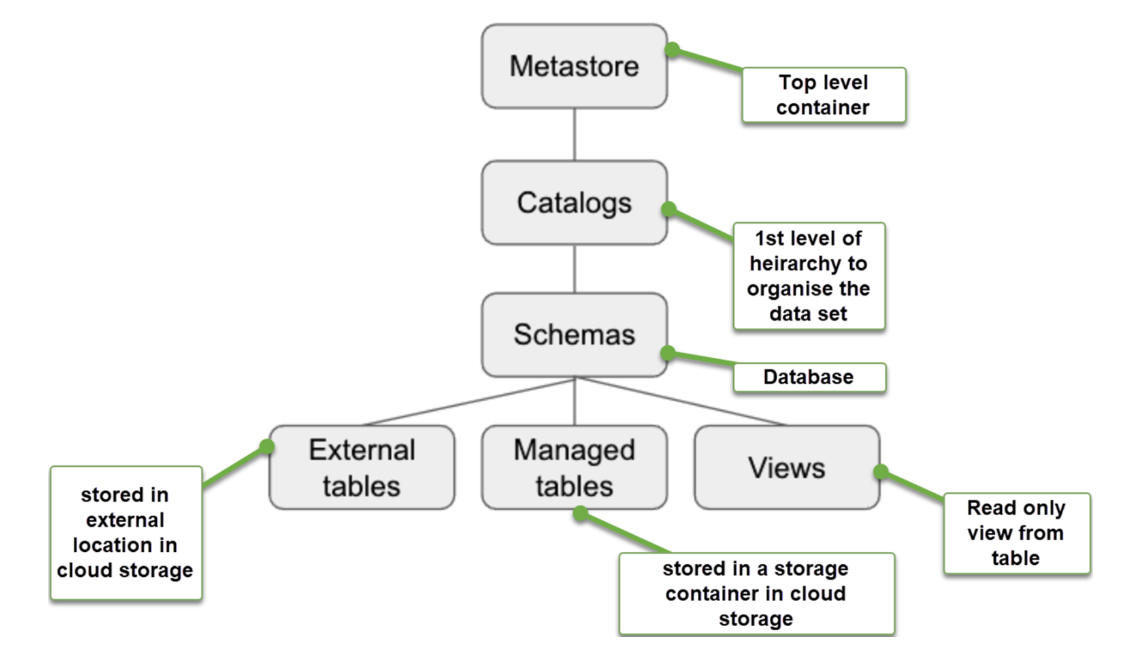 Metastore
Top level
container
Catalogs
1st level of
heirarchy to
organise the
data set
Schemas
Database
External
tables
Managed
tables
Views
stored in
external
location in
cloud storage
Read only
view from
table
stored in a storage
container in cloud
storage